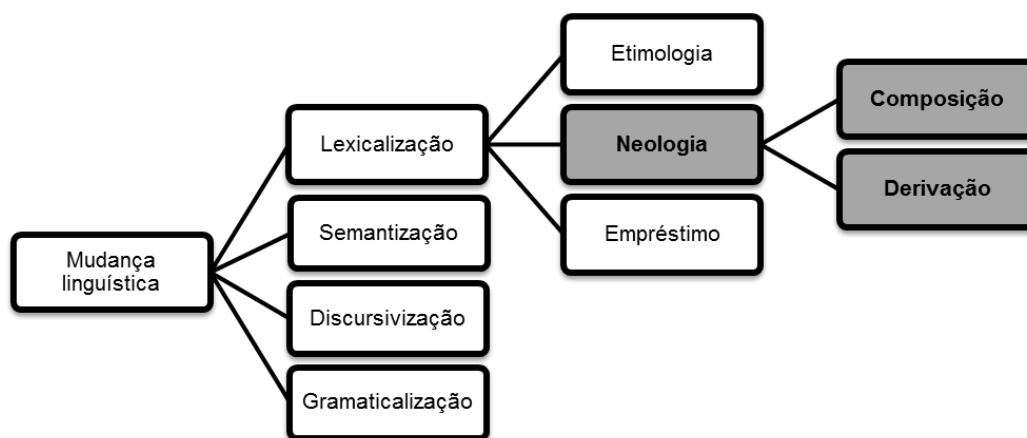 Mudança
linguística
Lexicalização
Semantização
Discursivização
Gramaticalização
Etimologia
Neologia
Empréstimo
Composição
Derivação